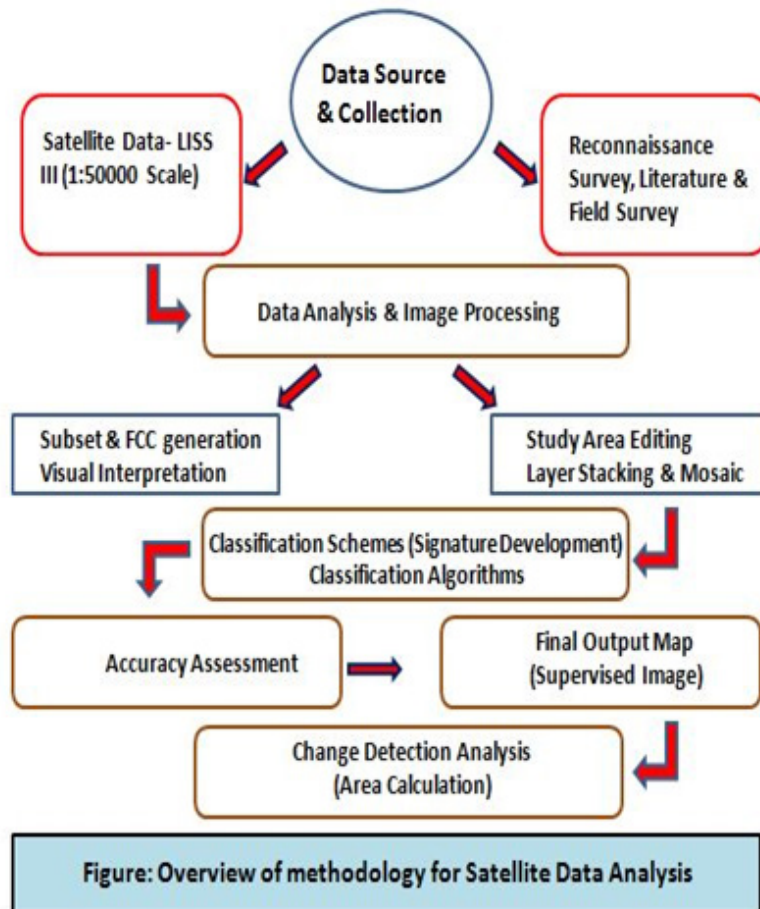 Data Source
& Collection
Satellite Data- LISS
III (1:50000 Scale)
Reconnaissance
Survey, Literature &
Field Survey
Data Analysis & Image Processing
Subset & FCC generation
Visual Interpretation
Study Area Editing
Layer Stacking & Mosaic
Classification Schemes (Signature Development)
Classification Algorithms
Accuracy Assessment
Final Output Map
(Supervised Image)
Change Detection Analysis
(Area Calculation)
Figure: Overview of methodology for Satellite Data Analysis